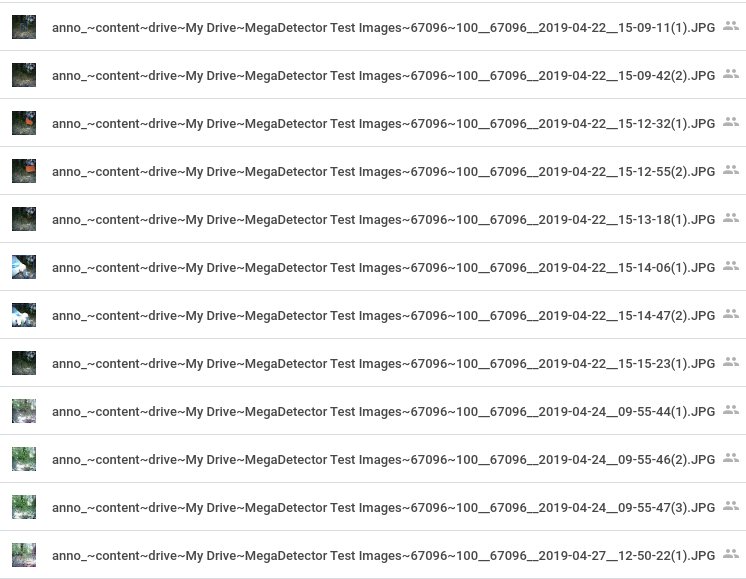 anno_~content~drive~My Drive~MegaDetector Test Images~67096~100__67096__2019-04-22__15-09-11(1).JPG
anno_~content~drive~My Drive~MegaDetector Test Images~67096~100__67096__2019-04-22__15-09-42(2).JPG
anno_~content~drive~My Drive~MegaDetector Test Images~67096~100__67096__2019-04-22__15-12-32(1).JPG
anno_~content~drive~My Drive~MegaDetector Test Images~67096~100__67096__2019-04-22__15-12-55(2).JPG
anno_~content~drive~My Drive~MegaDetector Test Images~67096~100__67096__2019-04-22__15-13-18(1).JPG
anno_~content~drive~My Drive~MegaDetector Test Images~67096~100__67096__2019-04-22__15-14-06(1).JPG
anno_~content~drive~My Drive~MegaDetector Test Images~67096~100__67096__2019-04-22__15-14-47(2).JPG
anno_~content~drive~My Drive~MegaDetector Test Images~67096~100__67096__2019-04-22__15-15-23(1).JPG
anno_~content~drive~My Drive~MegaDetector Test Images~67096~100__67096__2019-04-24__09-55-44(1).JPG
anno_~content~drive~My Drive~MegaDetector Test Images~67096~100__67096__2019-04-24__09-55-46(2).JPG
anno_~content~drive~My Drive~MegaDetector Test Images~67096~100__67096__2019-04-24__09-55-47(3).JPG
anno_~content~drive~My Drive~MegaDetector Test Images~67096~100__67096__2019-04-27__12-50-22(1).JPG